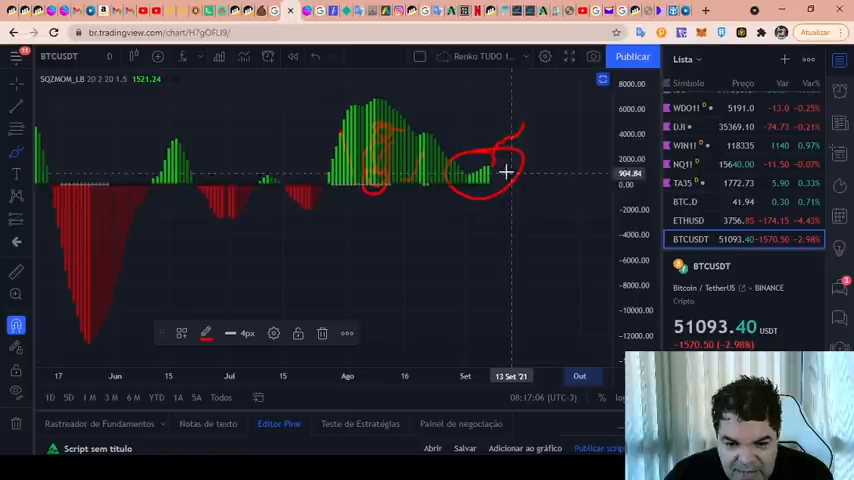 br.tradingview.com/chart/H7gOFLI9/
Atualizar
11
BTCUSDT
D
Renko TUDO 1...
Publicar
Lista
SQZMOM_LB 20 2 20 1.5 1521.24
Símbolo Preço Var Var%
WDO1! D 5191.0 -13.0 -0.25%
DJI 35369.10 -74.73 -0.21%
WIN1! D 118335 1140 0.97%
NQ1! D 15640.00 -11.50 -0.07%
TA35 D 1772.73 5.90 0.33%
BTC.D 41.94 0.30 0.71%
ETHUSD 3756.85 -174.15 -4.43%
BTCUSDT 51093.40 -1570.50 -2.98%
8000.00
6000.00
4000.00
2000.00
904.84
0.00
-2000.00
-4000.00
-6000.00
-8000.00
-10000.00
-12000.00
BTCUSDT
Bitcoin / TetherUS BINANCE
Cripto
51093.40 USDT
-1570.50 (-2.98%)
4px
17 Jun 15 Jul 15 Ago 16 Set 13 Set '21 Out
1D 5D 1M 3M 6M YTD 1A 5A Todos
08:17:06 (UTC-3) % log
Rastreador de Fundamentos Notas de texto Editor Pine Teste de Estratégias Painel de negociação
Script sem título Abrir Salvar Adicionar ao gráfico Publicar scrip